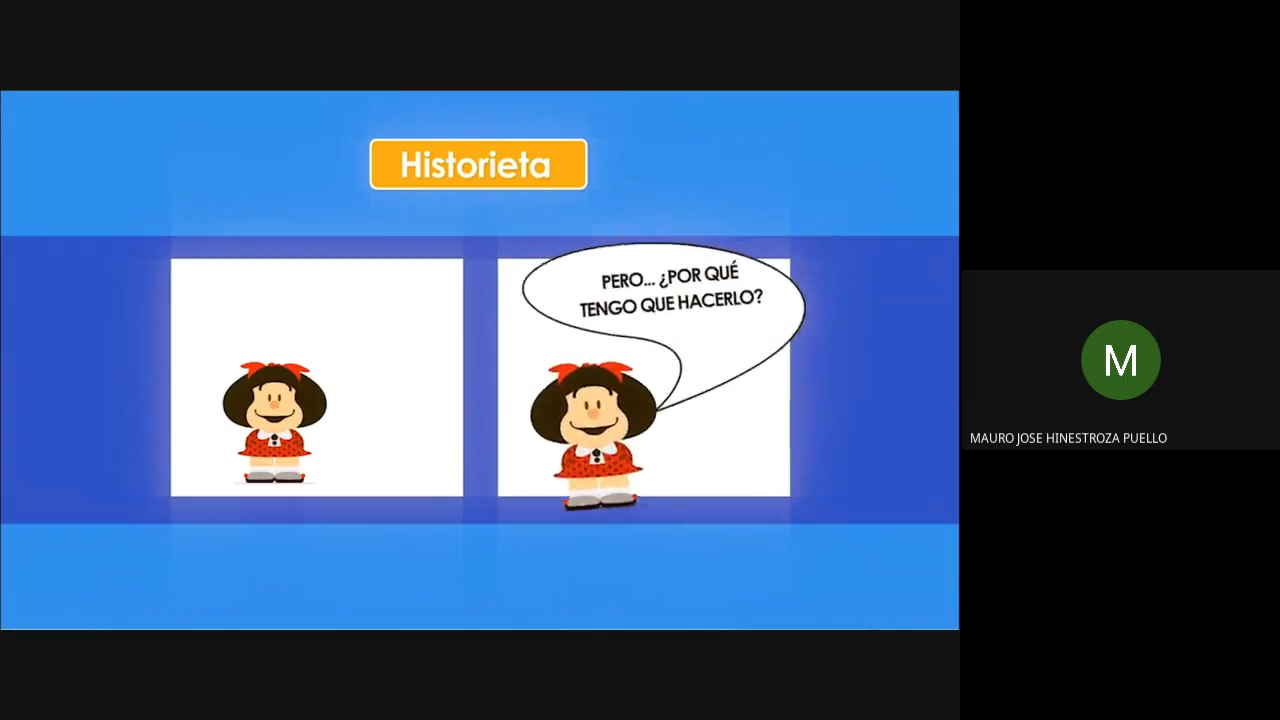 Historieta
PERO... ¿POR QUÉ
TENGO QUE HACERLO?
M
MAURO JOSE HINESTROZA PUELLO